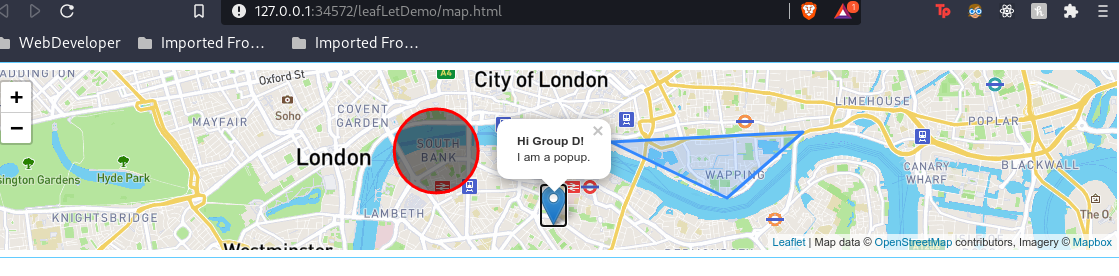 127.0.0.1:34572/leafLetDemo/map.html
1
Tp
WebDeveloper
Imported Fro...
Imported Fro...
ADDINGTON
Oxford St
A4
City of London
+
−
Soho
COVENT
GARDEN
MAYFAIR
LIMEHOUSE
POPLAR
London
SOUTH
BANK
Hi Group D!
I am a popup.
×
sington Gardens
Hyde Park
WAPPING
CANARY
WHARF
BLACKWALL
KNIGHTSBRIDGE
LAMBETH
The O,
Westminster
Leaflet | Map data © OpenStreetMap contributors, Imagery © Mapbox